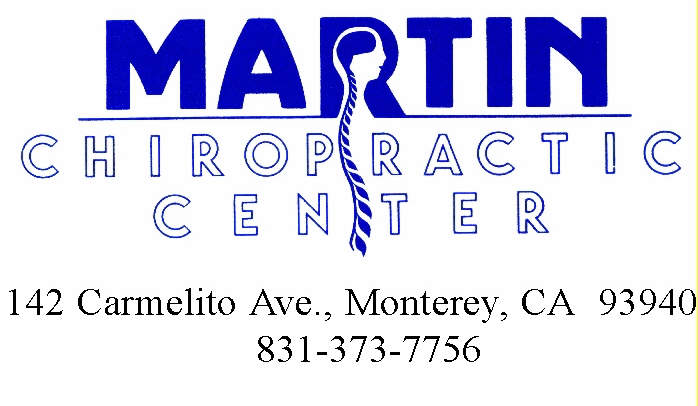 MARTIN
CHIROPRACTIC
CENTER
142 Carmelito Ave., Monterey, CA 93940
831-373-7756